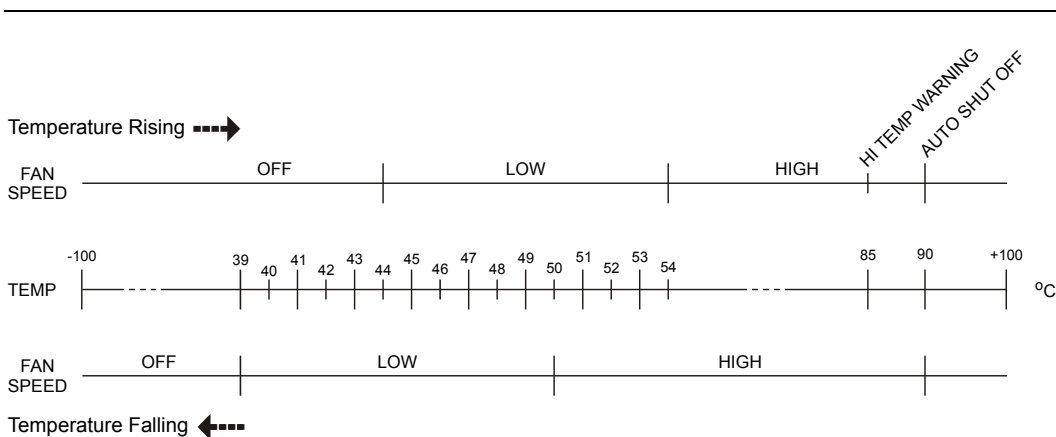 HI TEMP WARNING
AUTO SHUT OFF
Temperature Rising
FAN SPEED
OFF LOW HIGH
-100 39 40 41 42 43 44 45 46 47 48 49 50 51 52 53 54 85 90 +100
TEMP ºC
FAN SPEED
OFF LOW HIGH
Temperature Falling